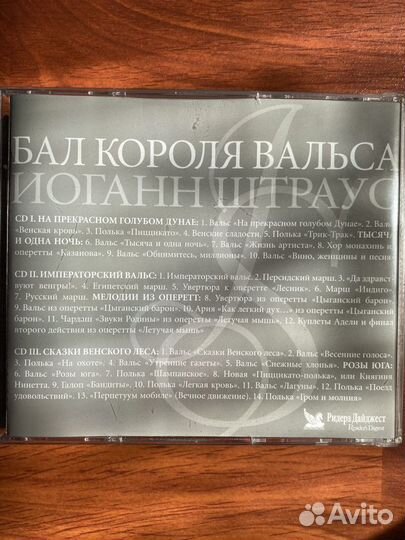 БАЛ КОРОЛЯ ВАЛЬСА
ИОГАНН ШТРАУС
CD I. НА ПРЕКРАСНОМ ГОЛУБОМ ДУНАЕ: 1. Вальс «На прекрасном голубом Дунае». 2. Вальс
«Венская кровь». 3. Полька «Пиццикато». 4. Венские сладости. 5. Полька «Трик-Трак». ТЫСЯЧА
И ОДНА НОЧЬ: 6. Вальс «Тысяча и одна ночь». 7. Вальс «Жизнь артиста». 8. Хор монахинь из
оперетты «Казанова». 9. Вальс «Обнимитесь, миллионы». 10. Вальс «Вино, женщины и песня»
CD II. ИМПЕРАТОРСКИЙ ВАЛЬС: 1. Императорский вальс. 2. Персидский марш. 3. «Да здравст-
вуют венгры!». 4. Египетский марш. 5. Увертюра к оперетте «Лесник». 6. Марш «Индиго».
7. Русский марш. МЕЛОДИИ ИЗ ОПЕРЕТТ: 8. Увертюра из оперетты «Цыганский барон».
9. Вальс из оперетты «Цыганский барон». 10. Ария «Как легкий дух...» из оперетты «Цыганский
барон». 11. Чардаш «Звуки Родины» из оперетты «Летучая мышь». 12. Куплеты Адели и финал
второго действия из оперетты «Летучая мышь»
CD III. СКАЗКИ ВЕНСКОГО ЛЕСА: 1. Вальс «Сказки Венского леса». 2. Вальс «Весенние голоса».
3. Полька «На охоте». 4. Вальс «Утренние газеты». 5. Вальс «Снежные хлопья». РОЗЫ ЮГА:
6. Вальс «Розы юга». 7. Полька «Шампанское». 8. Новая «Пиццикато-полька», или Княгиня
Нинетта. 9. Галоп «Бандиты». 10. Полька «Легкая кровь». 11. Вальс «Лагуны». 12. Полька «Поезд
удовольствий». 13. «Перпетуум мобиле» (Вечное движение). 14. Полька «Гром и молния»
Ридерз Дайджест
Reader's Digest
Avito